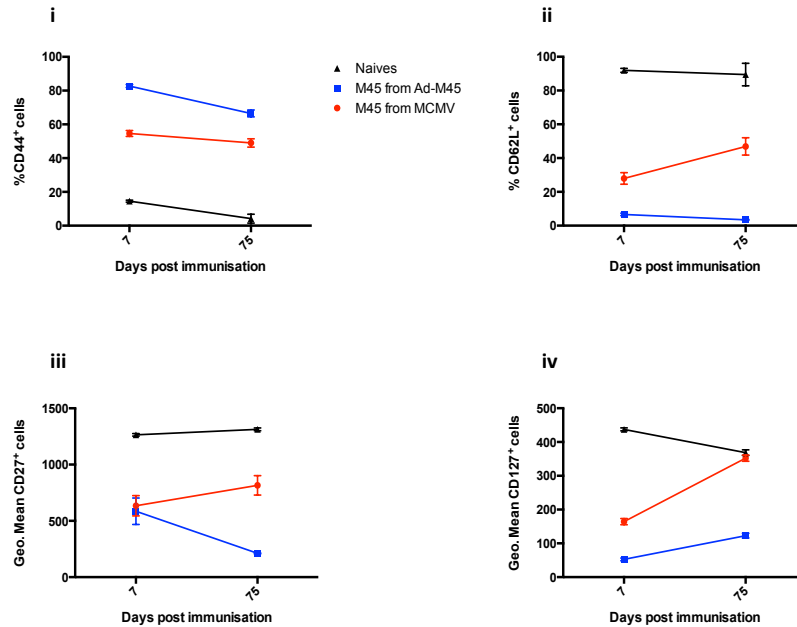 i
%CD44+ cells
100
80
60
40
20
0
7
75
Days post immunisation
Naives
M45 from Ad-M45
M45 from MCMV
ii
% CD62L+ cells
100
80
60
40
20
0
7
75
Days post immunisation
iii
Geo. Mean CD27+ cells
1500
1000
500
0
7
75
Days post immunisation
iv
Geo. Mean CD127+ cells
500
400
300
200
100
0
7
75
Days post immunisation